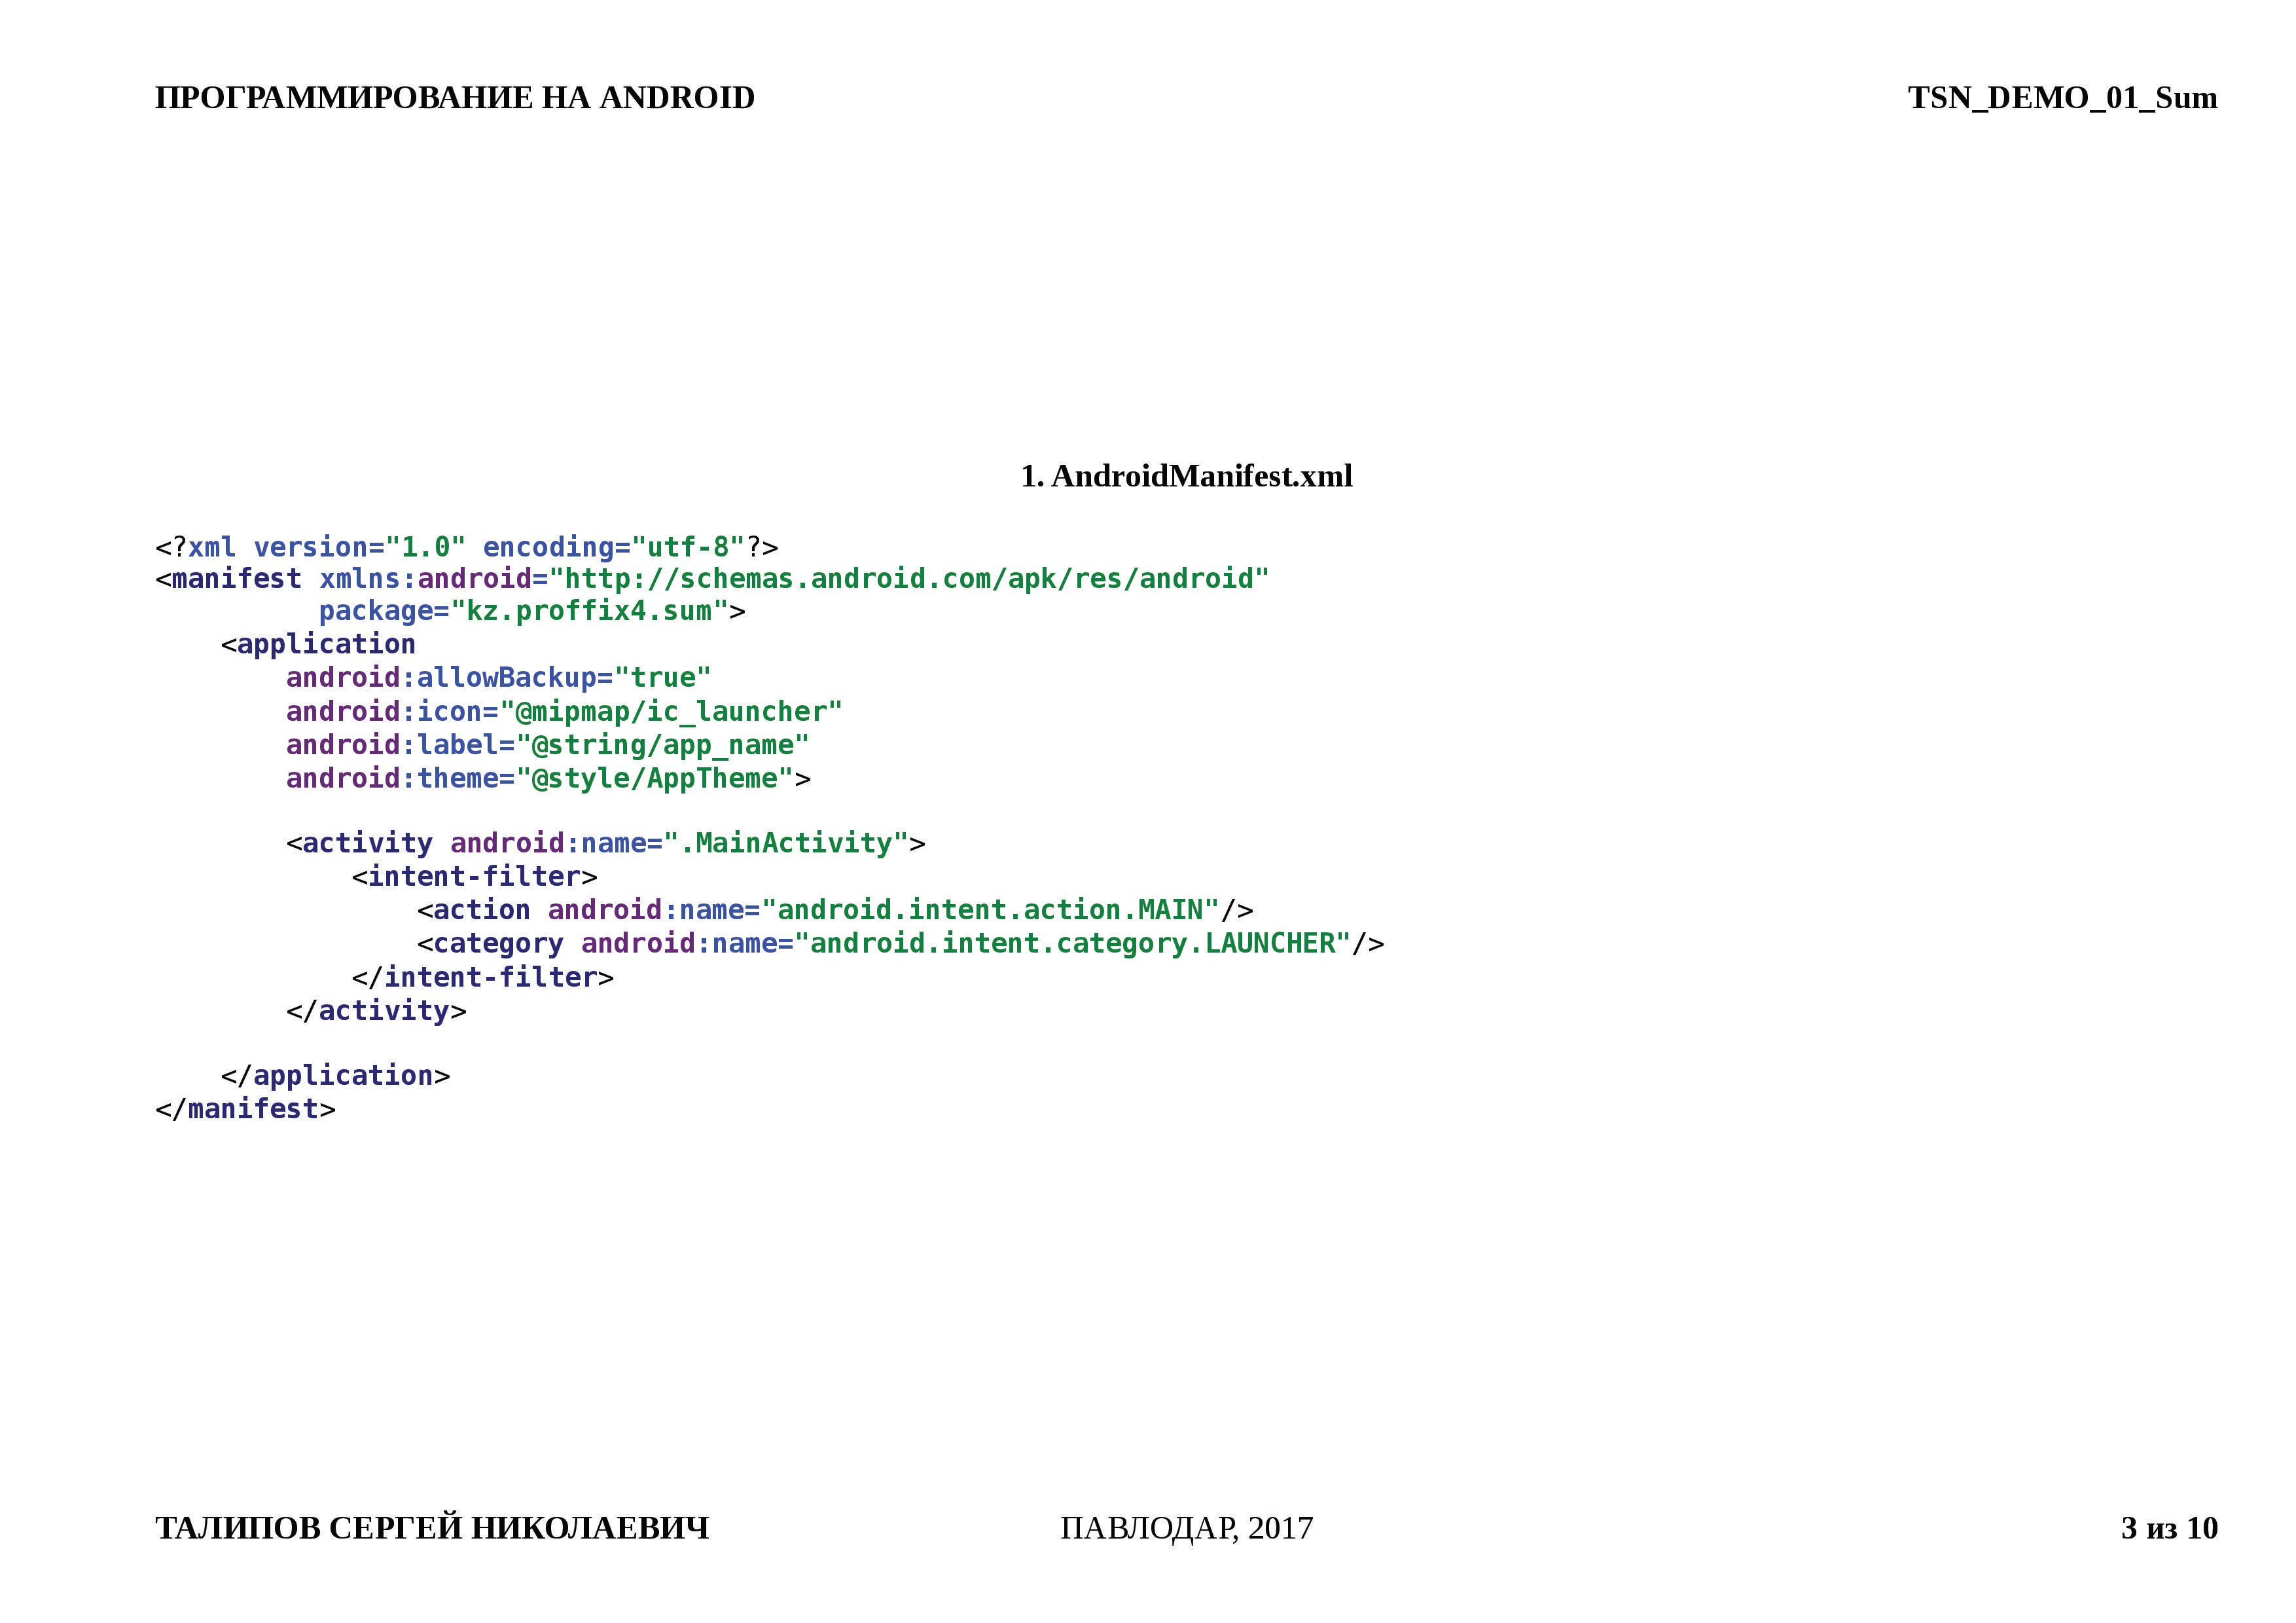 ПРОГРАММИРОВАНИЕ НА ANDROID TSN_DEMO_01_Sum
1. AndroidManifest.xml
<?xml version="1.0" encoding="utf-8"?>
<manifest xmlns:android="http://schemas.android.com/apk/res/android"
          package="kz.proffix4.sum">
    <application
        android:allowBackup="true"
        android:icon="@mipmap/ic_launcher"
        android:label="@string/app_name"
        android:theme="@style/AppTheme">
        <activity android:name=".MainActivity">
            <intent-filter>
                <action android:name="android.intent.action.MAIN"/>
                <category android:name="android.intent.category.LAUNCHER"/>
            </intent-filter>
        </activity>
    </application>
</manifest>
ТАЛИПОВ СЕРГЕЙ НИКОЛАЕВИЧ ПАВЛОДАР, 2017 3 из 10